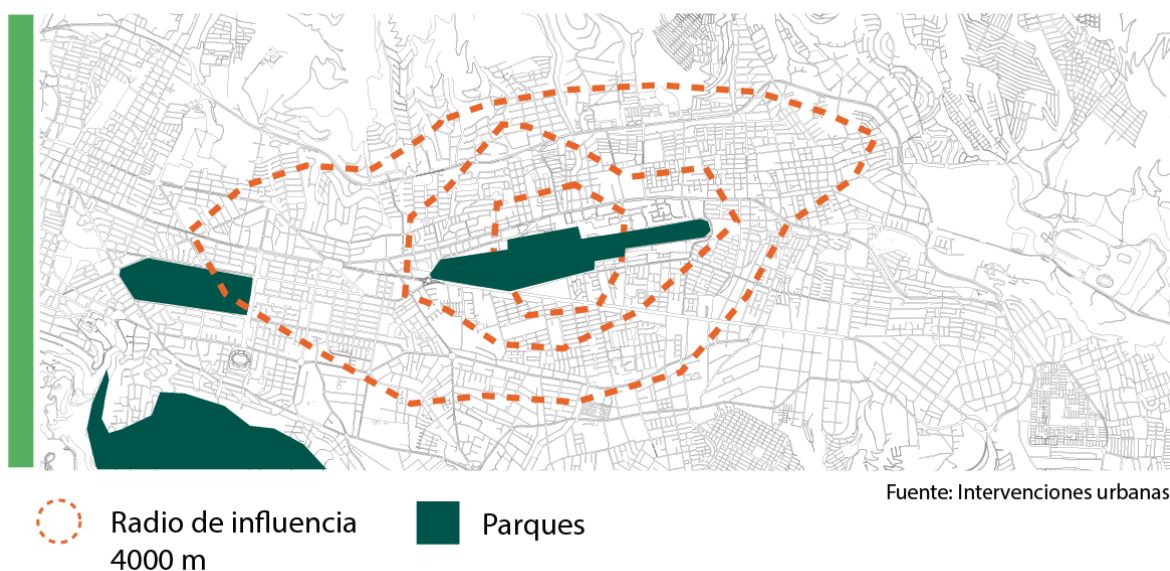 Fuente: Intervenciones urbanas
Radio de influencia
4000 m
Parques